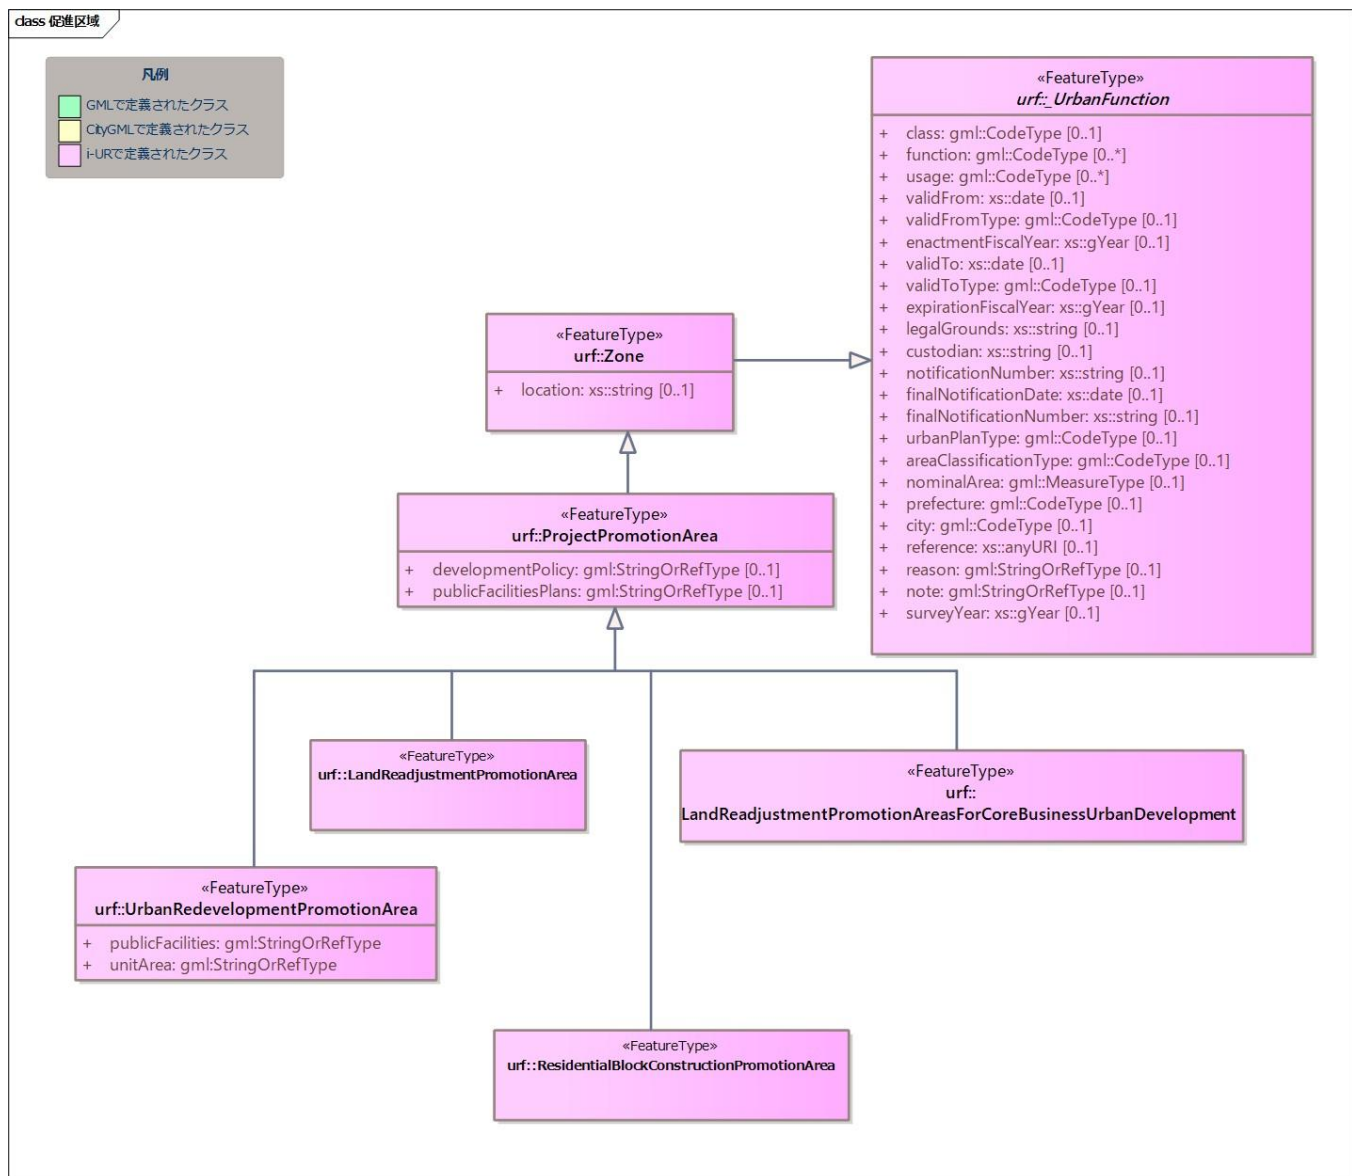 class 促進区域
凡例
GMLで定義されたクラス
CityGMLで定義されたクラス
i-URで定義されたクラス
«FeatureType»
urf::_UrbanFunction
+ class: gml::CodeType [0..1]
+ function: gml::CodeType [0..*]
+ usage: gml::CodeType [0..*]
+ validFrom: xs::date [0..1]
+ validFromType: gml::CodeType [0..1]
+ enactmentFiscalYear: xs::gYear [0..1]
+ validTo: xs::date [0..1]
+ validToType: gml::CodeType [0..1]
+ expirationFiscalYear: xs::gYear [0..1]
+ legalGrounds: xs::string [0..1]
+ custodian: xs::string [0..1]
+ notificationNumber: xs::string [0..1]
+ finalNotificationDate: xs::date [0..1]
+ finalNotificationNumber: xs::string [0..1]
+ urbanPlanType: gml::CodeType [0..1]
+ areaClassificationType: gml::CodeType [0..1]
+ nominalArea: gml::MeasureType [0..1]
+ prefecture: gml::CodeType [0..1]
+ city: gml::CodeType [0..1]
+ reference: xs::anyURI [0..1]
+ reason: gml:StringOrRefType [0..1]
+ note: gml:StringOrRefType [0..1]
+ surveyYear: xs::gYear [0..1]
«FeatureType»
urf::Zone
+ location: xs::string [0..1]
«FeatureType»
urf::ProjectPromotionArea
+ developmentPolicy: gml:StringOrRefType [0..1]
+ publicFacilitiesPlans: gml:StringOrRefType [0..1]
«FeatureType»
urf::LandReadjustmentPromotionArea
«FeatureType»
urf::
LandReadjustmentPromotionAreasForCoreBusinessUrbanDevelopment
«FeatureType»
urf::UrbanRedevelopmentPromotionArea
+ publicFacilities: gml:StringOrRefType
+ unitArea: gml:StringOrRefType
«FeatureType»
urf::ResidentialBlockConstructionPromotionArea